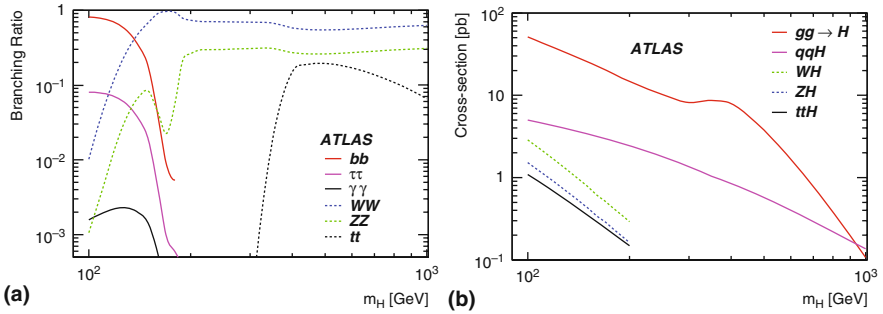 Branching Ratio
1
10⁻¹
10⁻²
10⁻³
ATLAS
bb
ττ
γγ
WW
ZZ
tt
10²
10³
m_H [GeV]
(a)
Cross-section [pb]
10²
10
1
10⁻¹
ATLAS
gg → H
qqH
WH
ZH
ttH
10²
10³
m_H [GeV]
(b)